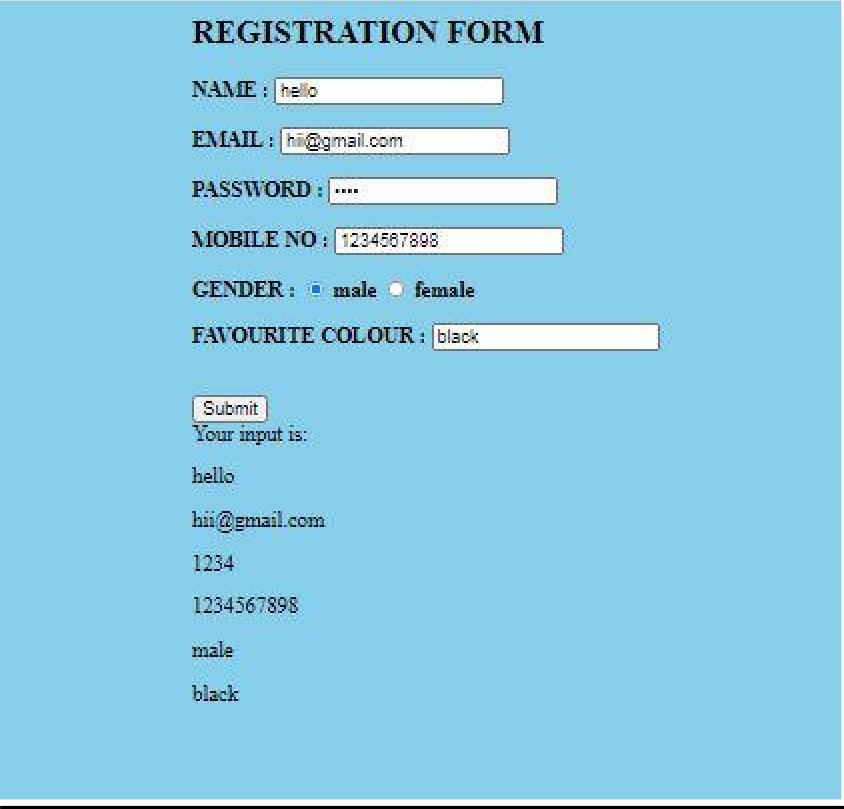 REGISTRATION FORM
NAME : hello
EMAIL : hii@gmail.com
PASSWORD : ····
MOBILE NO : 1234567898
GENDER : male female
FAVOURITE COLOUR : black
Submit
Your input is:
hello
hii@gmail.com
1234
1234567898
male
black